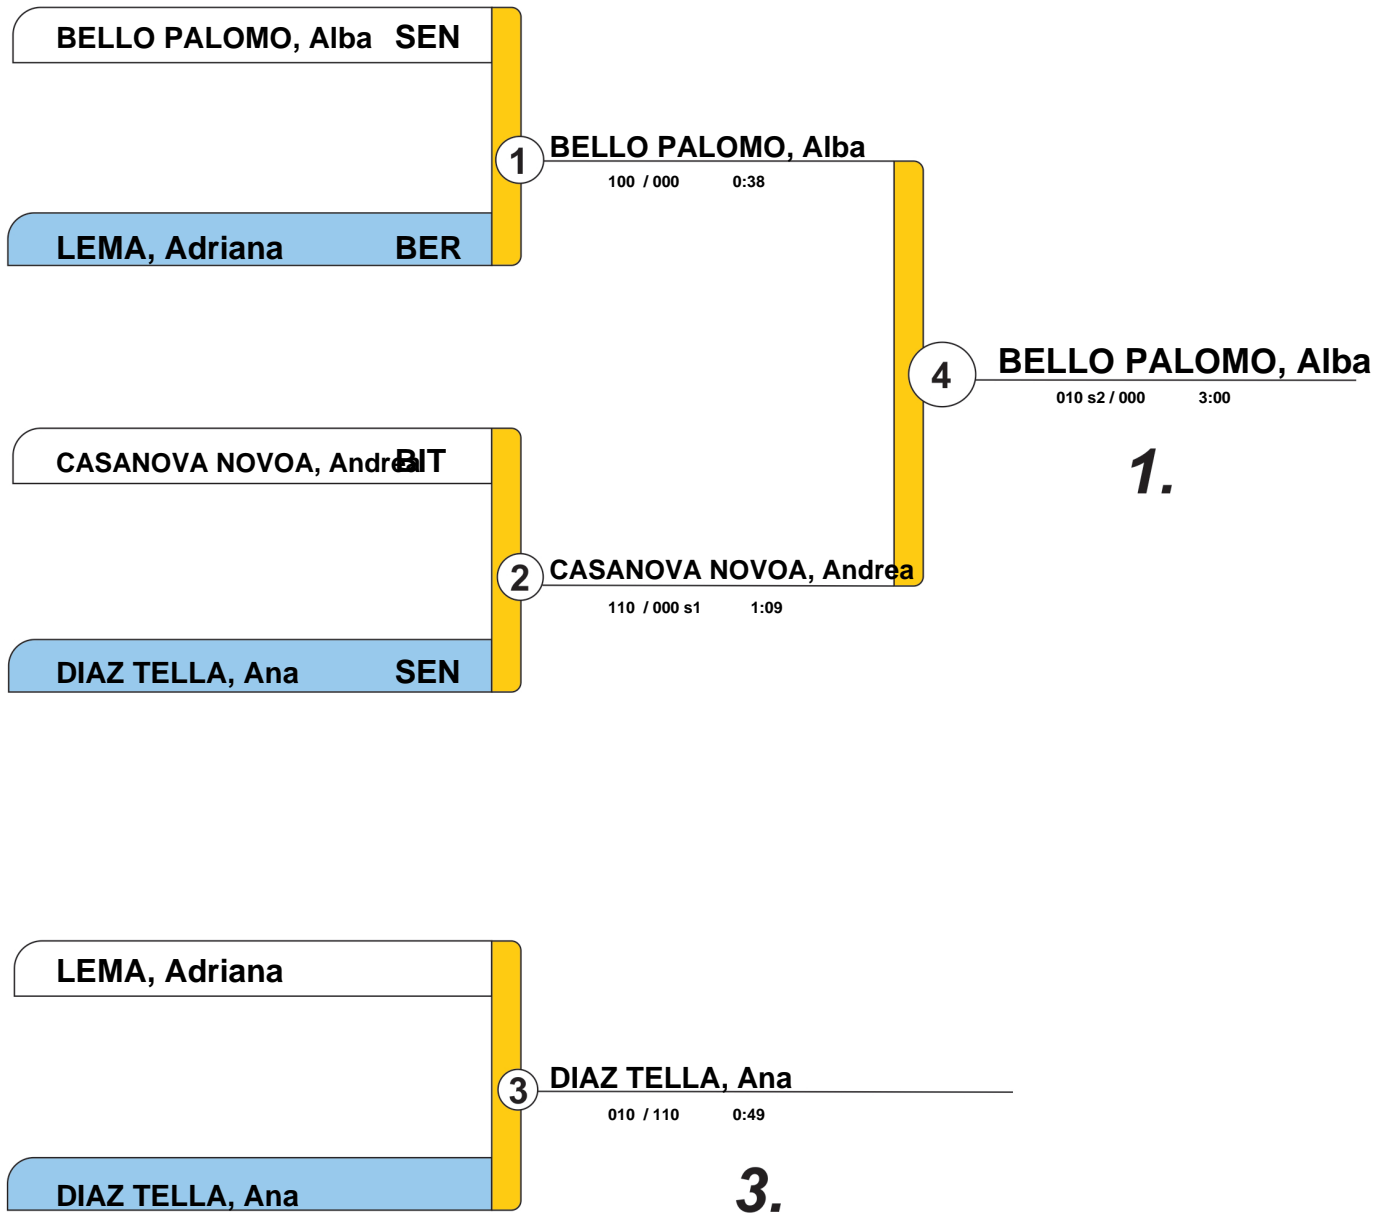 BELLO PALOMO, Alba SEN
1 BELLO PALOMO, Alba
100 / 000 0:38
LEMA, Adriana BER
4 BELLO PALOMO, Alba
010 s2 / 000 3:00
1.
CASANOVA NOVOA, Andrea BIT
2 CASANOVA NOVOA, Andrea
110 / 000 s1 1:09
DIAZ TELLA, Ana SEN
LEMA, Adriana
3 DIAZ TELLA, Ana
010 / 110 0:49
3.
DIAZ TELLA, Ana